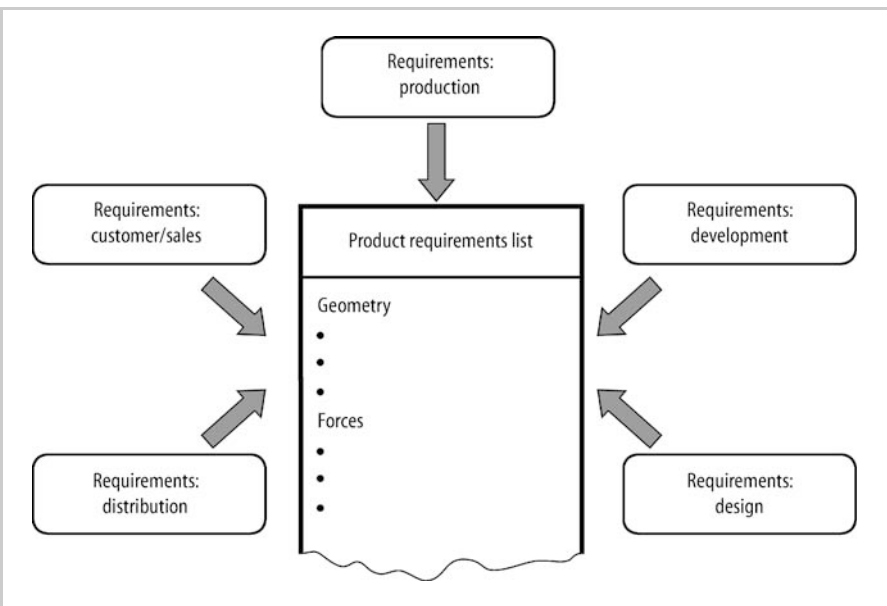 Requirements:
production
Requirements:
customer/sales
Requirements:
development
Product requirements list
Geometry
•
•
•
Forces
•
•
•
Requirements:
distribution
Requirements:
design